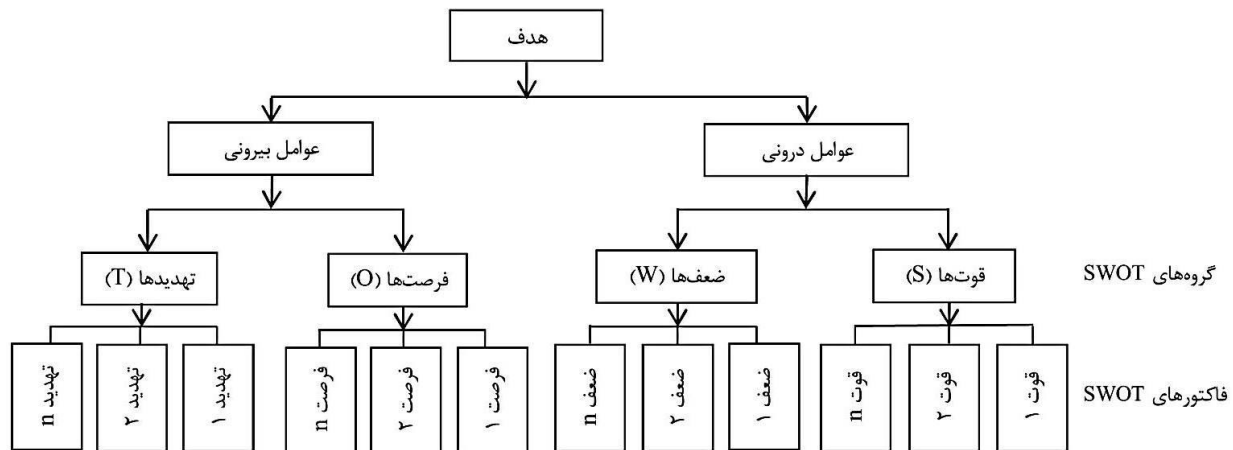 هدف
عوامل درونی
عوامل بیرونی
گروه‌های SWOT
قوت‌ها (S)
ضعف‌ها (W)
فرصت‌ها (O)
تهدیدها (T)
فاکتورهای SWOT
قوت ۱
قوت ۲
قوت n
ضعف ۱
ضعف ۲
ضعف n
فرصت ۱
فرصت ۲
فرصت n
تهدید ۱
تهدید ۲
تهدید n